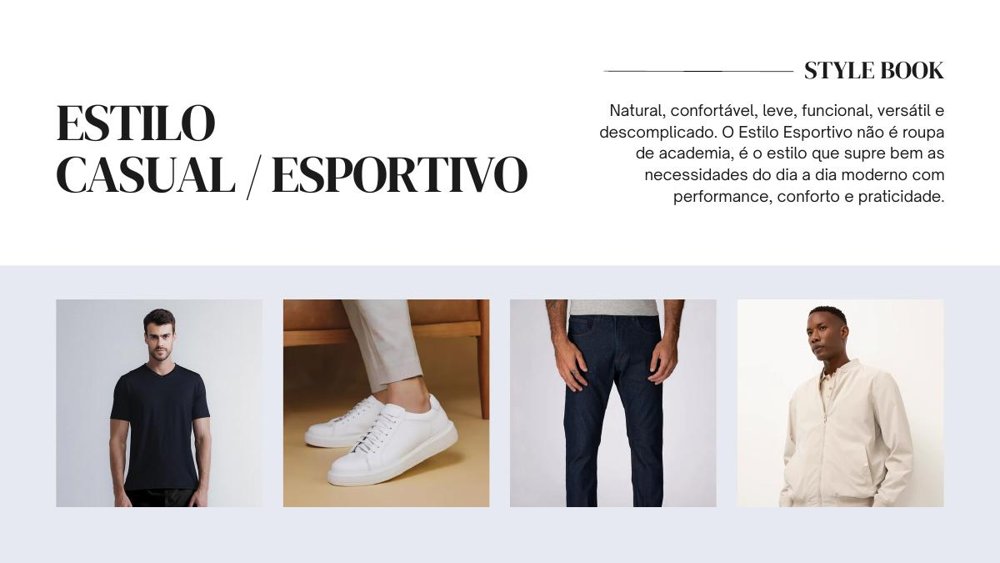 ESTILO
CASUAL / ESPORTIVO
STYLE BOOK
Natural, confortável, leve, funcional, versátil e
descomplicado. O Estilo Esportivo não é roupa
de academia, é o estilo que supre bem as
necessidades do dia a dia moderno com
performance, conforto e praticidade.